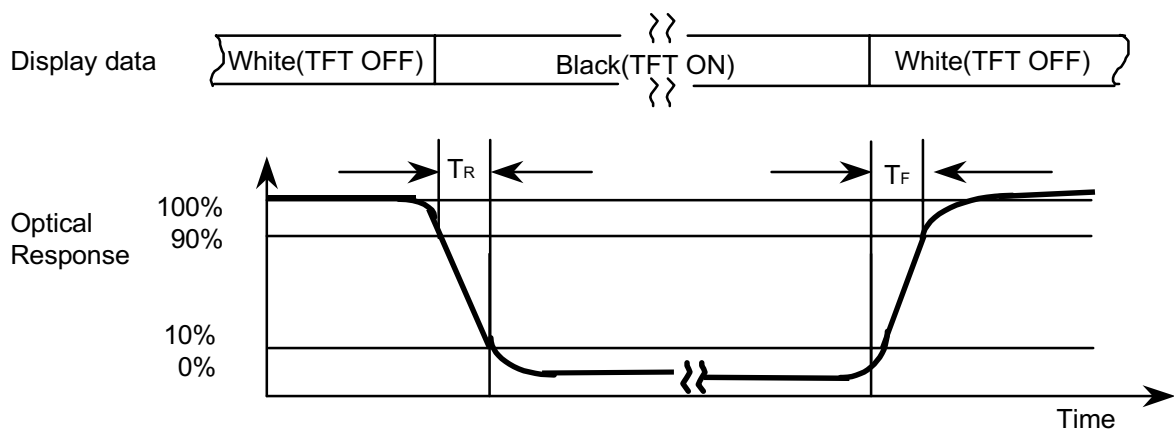 Display data
White(TFT OFF)
Black(TFT ON)
White(TFT OFF)
TR
TF
Optical
Response
100%
90%
10%
0%
Time